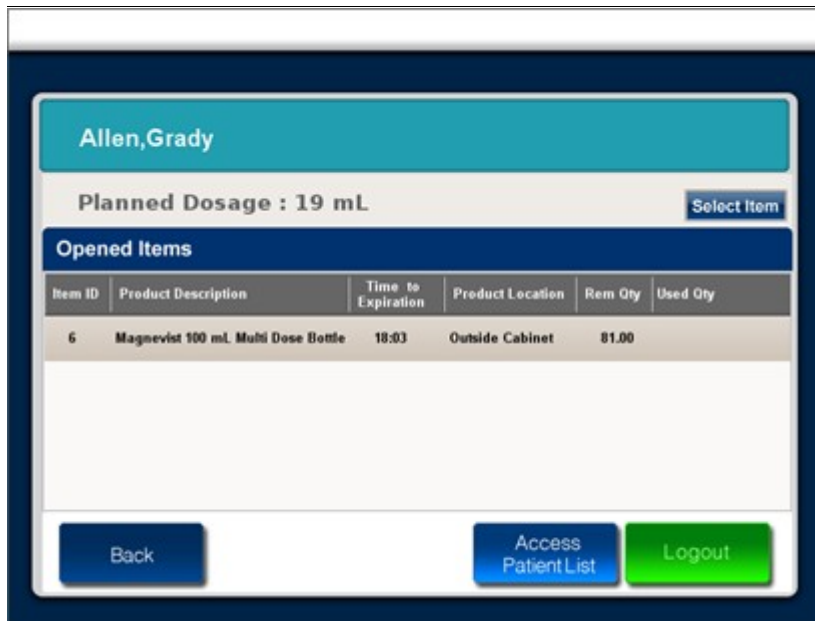 Allen,Grady
Planned Dosage : 19 mL
Select Item
Opened Items
Item ID Product Description Time to Expiration Product Location Rem Qty Used Qty
6 Magnevist 100 mL Multi Dose Bottle 18:03 Outside Cabinet 81.00
Back
Access
Patient List
Logout